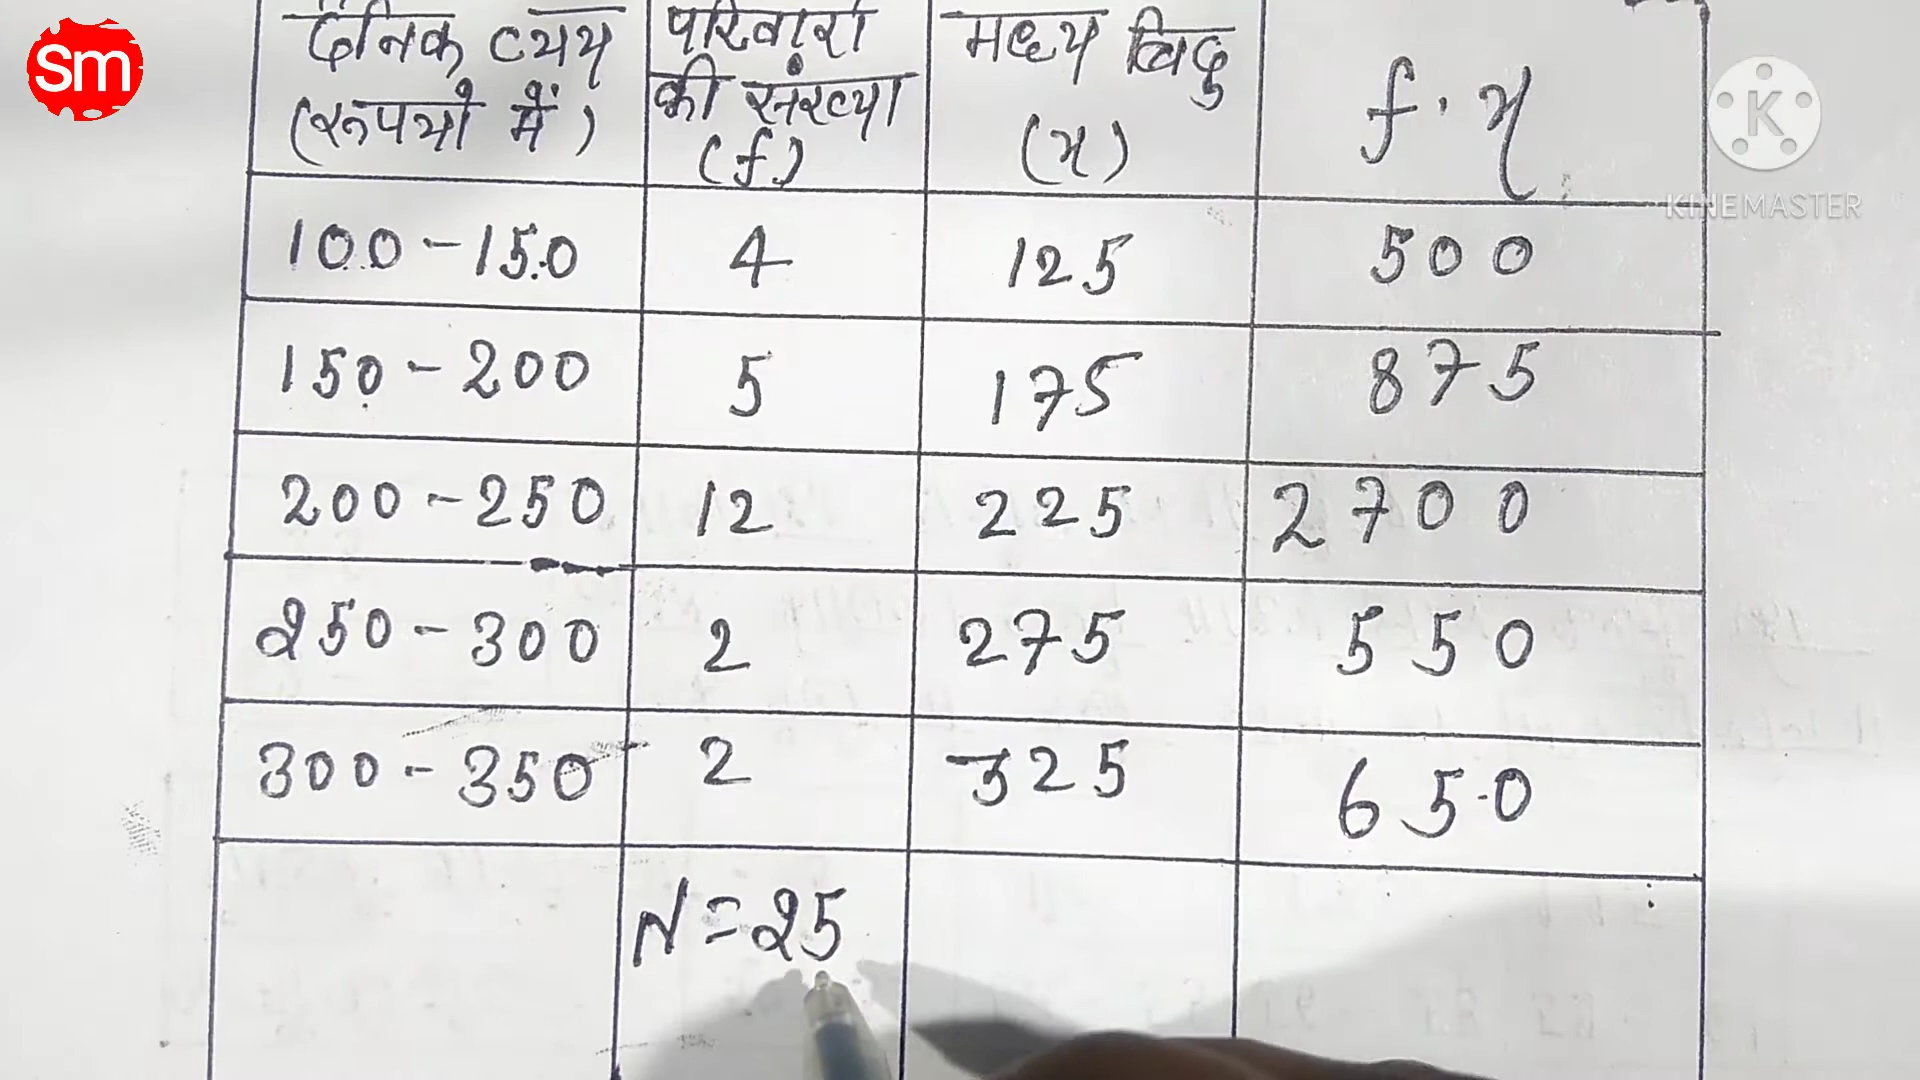 Sm
दैनिक व्यय
(रूपयों में)
परिवारों
की संख्या
(f)
मध्य बिंदु
(x)
f.x
KINEMASTER
100-150 4 125 500
150-200 5 175 875
200-250 12 225 2700
250-300 2 275 550
300-350 2 325 650
N=25